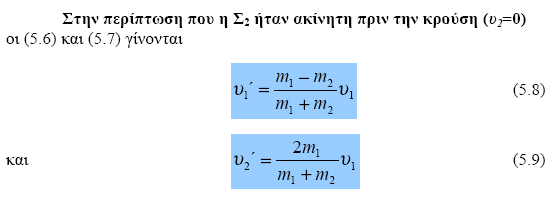 Στην περίπτωση που η Σ₂ ήταν ακίνητη πριν την κρούση (υ₂=0)
οι (5.6) και (5.7) γίνονται
υ₁´ = (m₁ − m₂)/(m₁ + m₂) υ₁ (5.8)
και υ₂´ = 2m₁/(m₁ + m₂) υ₁ (5.9)